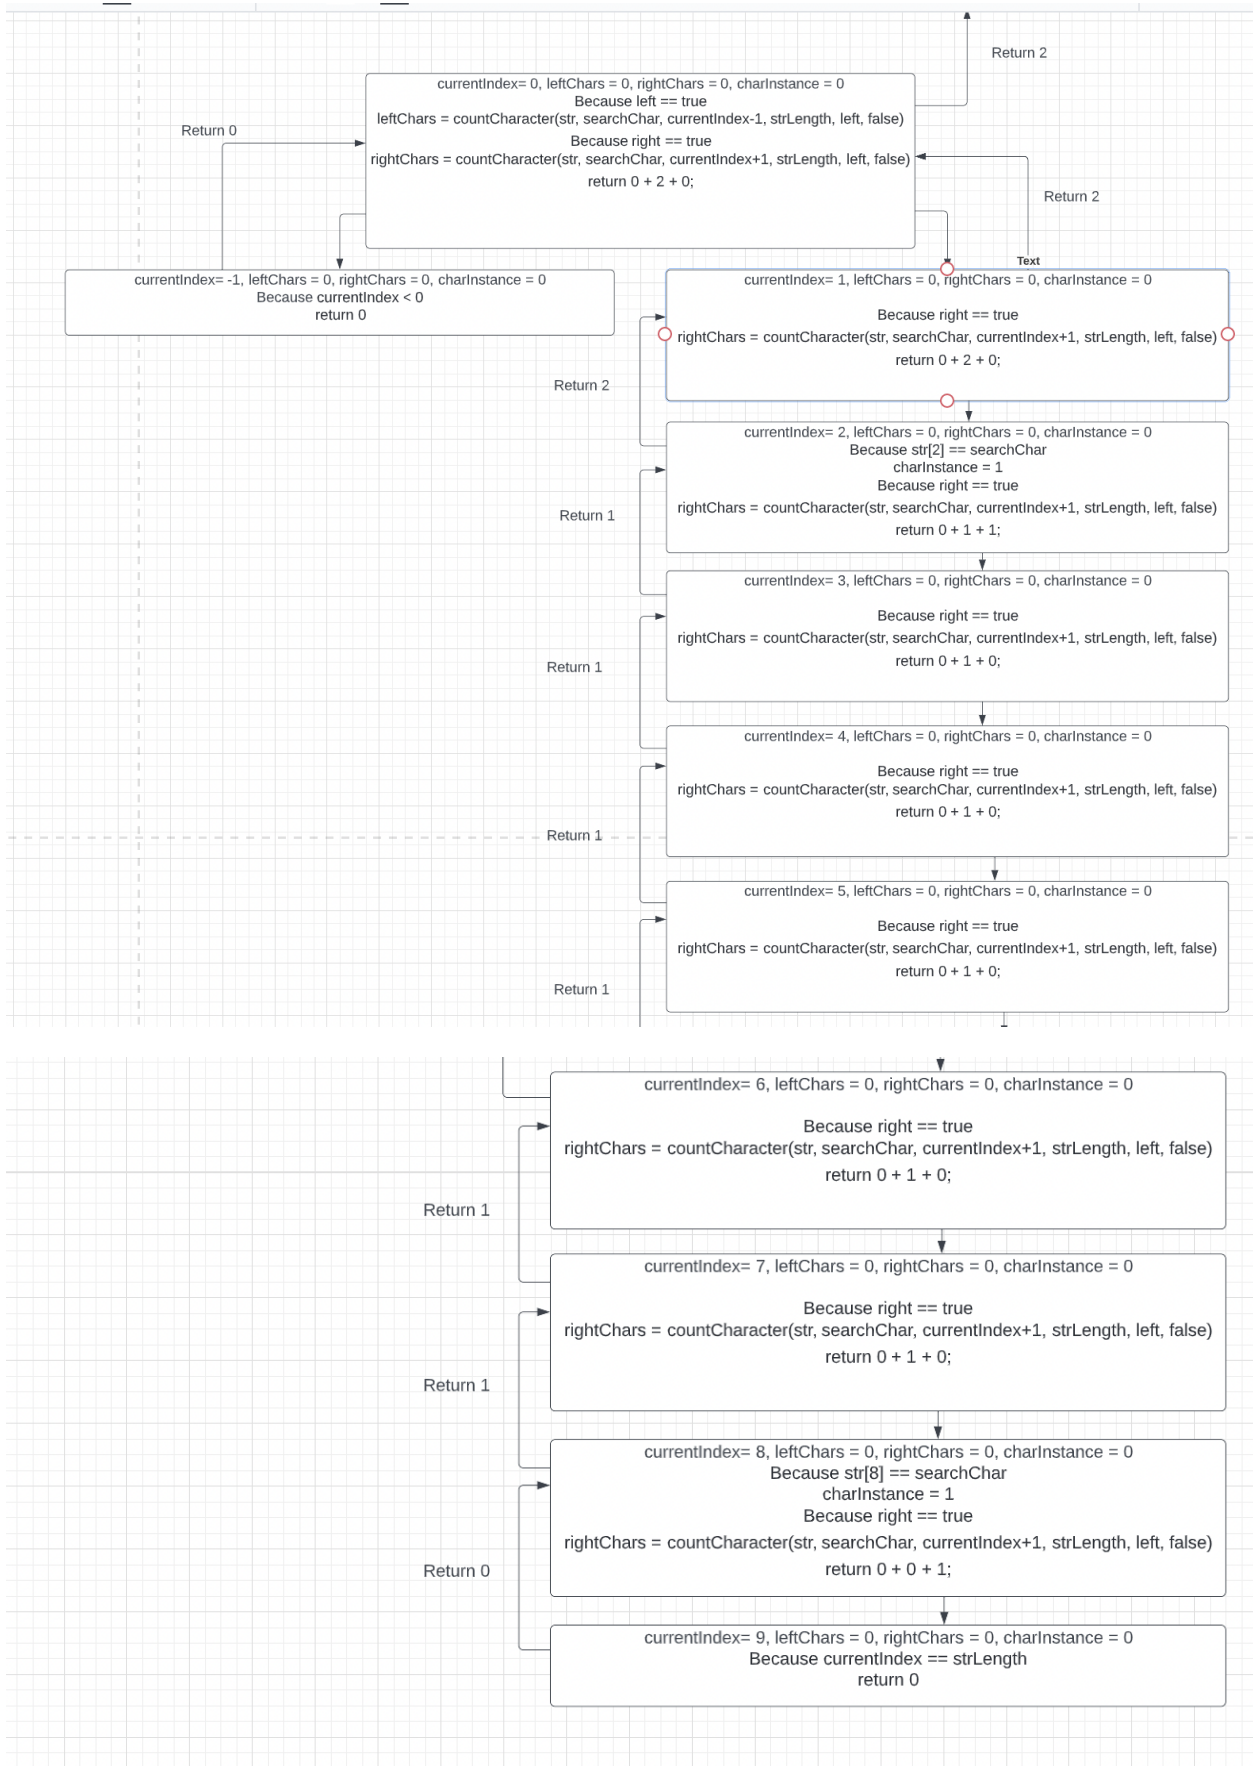 Return 2
currentIndex= 0, leftChars = 0, rightChars = 0, charInstance = 0
Because left == true
leftChars = countCharacter(str, searchChar, currentIndex-1, strLength, left, false)
Return 0
Because right == true
rightChars = countCharacter(str, searchChar, currentIndex+1, strLength, left, false)
return 0 + 2 + 0;
Return 2
Text
currentIndex= -1, leftChars = 0, rightChars = 0, charInstance = 0
Because currentIndex < 0
return 0
currentIndex= 1, leftChars = 0, rightChars = 0, charInstance = 0
Because right == true
rightChars = countCharacter(str, searchChar, currentIndex+1, strLength, left, false)
return 0 + 2 + 0;
Return 2
currentIndex= 2, leftChars = 0, rightChars = 0, charInstance = 0
Because str[2] == searchChar
charInstance = 1
Because right == true
rightChars = countCharacter(str, searchChar, currentIndex+1, strLength, left, false)
return 0 + 1 + 1;
Return 1
currentIndex= 3, leftChars = 0, rightChars = 0, charInstance = 0
Because right == true
rightChars = countCharacter(str, searchChar, currentIndex+1, strLength, left, false)
return 0 + 1 + 0;
Return 1
currentIndex= 4, leftChars = 0, rightChars = 0, charInstance = 0
Because right == true
rightChars = countCharacter(str, searchChar, currentIndex+1, strLength, left, false)
return 0 + 1 + 0;
Return 1
currentIndex= 5, leftChars = 0, rightChars = 0, charInstance = 0
Because right == true
rightChars = countCharacter(str, searchChar, currentIndex+1, strLength, left, false)
return 0 + 1 + 0;
Return 1
currentIndex= 6, leftChars = 0, rightChars = 0, charInstance = 0
Because right == true
rightChars = countCharacter(str, searchChar, currentIndex+1, strLength, left, false)
return 0 + 1 + 0;
Return 1
currentIndex= 7, leftChars = 0, rightChars = 0, charInstance = 0
Because right == true
rightChars = countCharacter(str, searchChar, currentIndex+1, strLength, left, false)
return 0 + 1 + 0;
Return 1
currentIndex= 8, leftChars = 0, rightChars = 0, charInstance = 0
Because str[8] == searchChar
charInstance = 1
Because right == true
rightChars = countCharacter(str, searchChar, currentIndex+1, strLength, left, false)
return 0 + 0 + 1;
Return 0
currentIndex= 9, leftChars = 0, rightChars = 0, charInstance = 0
Because currentIndex == strLength
return 0